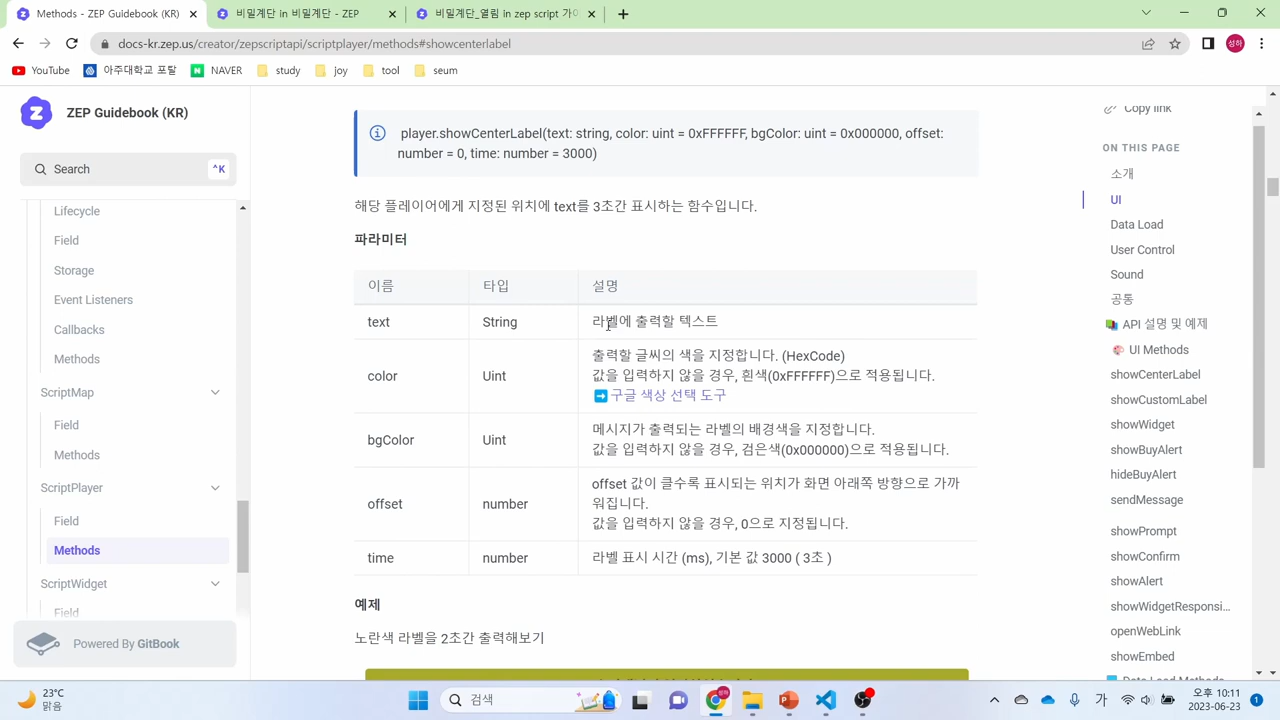 Methods - ZEP Guidebook (KR)
비밀계단 in 비밀계단 - ZEP
비밀계단_열림 in zep script 가이
docs-kr.zep.us/creator/zepscriptapi/scriptplayer/methods#showcenterlabel
성하
YouTube
아주대학교 포탈
NAVER
study
joy
tool
seum
ZEP Guidebook (KR)
Search
^K
Lifecycle
Field
Storage
Event Listeners
Callbacks
Methods
ScriptMap
Field
Methods
ScriptPlayer
Field
Methods
ScriptWidget
Field
Powered By GitBook
player.showCenterLabel(text: string, color: uint = 0xFFFFFF, bgColor: uint = 0x000000, offset:
number = 0, time: number = 3000)
해당 플레이어에게 지정된 위치에 text를 3초간 표시하는 함수입니다.
파라미터
이름 타입 설명
text String 라벨에 출력할 텍스트
color Uint 출력할 글씨의 색을 지정합니다. (HexCode)
값을 입력하지 않을 경우, 흰색(0xFFFFFF)으로 적용됩니다.
구글 색상 선택 도구
bgColor Uint 메시지가 출력되는 라벨의 배경색을 지정합니다.
값을 입력하지 않을 경우, 검은색(0x000000)으로 적용됩니다.
offset number offset 값이 클수록 표시되는 위치가 화면 아래쪽 방향으로 가까
워집니다.
값을 입력하지 않을 경우, 0으로 지정됩니다.
time number 라벨 표시 시간 (ms), 기본 값 3000 ( 3초 )
예제
노란색 라벨을 2초간 출력해보기
Copy link
ON THIS PAGE
소개
UI
Data Load
User Control
Sound
공통
API 설명 및 예제
UI Methods
showCenterLabel
showCustomLabel
showWidget
showBuyAlert
hideBuyAlert
sendMessage
showPrompt
showConfirm
showAlert
showWidgetResponsi...
openWebLink
showEmbed
Data Load Methods
23°C
맑음
검색
가
오후 10:11
2023-06-23
1